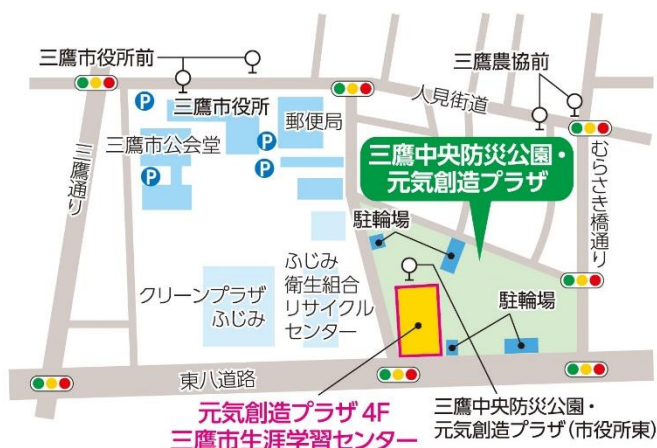 三鷹市役所前
三鷹農協前
P
三鷹市役所
郵便局
人見街道
三鷹市公会堂
P
P
P
三鷹通り
三鷹中央防災公園・
元気創造プラザ
むらさき橋通り
駐輪場
ふじみ
衛生組合
リサイクル
センター
クリーンプラザ
ふじみ
駐輪場
東八道路
元気創造プラザ 4F
三鷹市生涯学習センター
三鷹中央防災公園・
元気創造プラザ(市役所東)